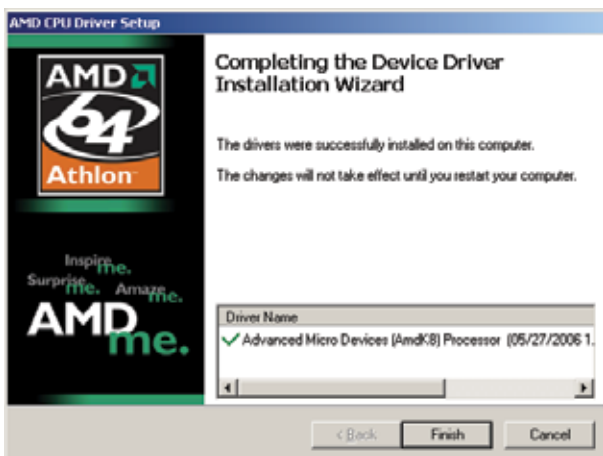 AMD CPU Driver Setup
AMD
64
Athlon
Inspire me.
Surprise me. Amaze me.
AMD me.
Completing the Device Driver
Installation Wizard
The drivers were successfully installed on this computer.
The changes will not take effect until you restart your computer.
Driver Name
Advanced Micro Devices (AmdK8) Processor (05/27/2006 1.
< Back
Finish
Cancel